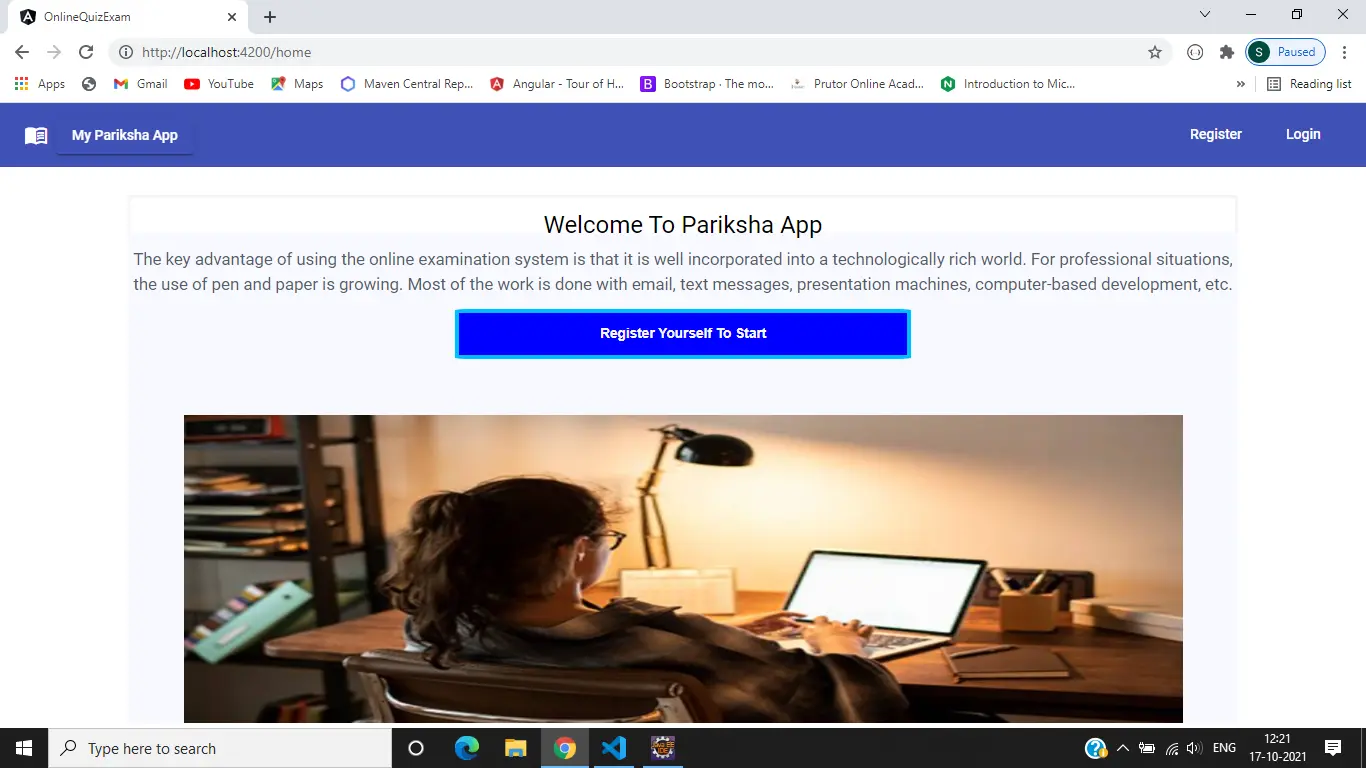 OnlineQuizExam
http://localhost:4200/home
S Paused
Apps Gmail YouTube Maps Maven Central Rep... Angular - Tour of H... Bootstrap · The mo... Prutor Online Acad... Introduction to Mic... » Reading list
My Pariksha App Register Login
Welcome To Pariksha App
The key advantage of using the online examination system is that it is well incorporated into a technologically rich world. For professional situations,
the use of pen and paper is growing. Most of the work is done with email, text messages, presentation machines, computer-based development, etc.
Register Yourself To Start
Type here to search
ENG
12:21
17-10-2021